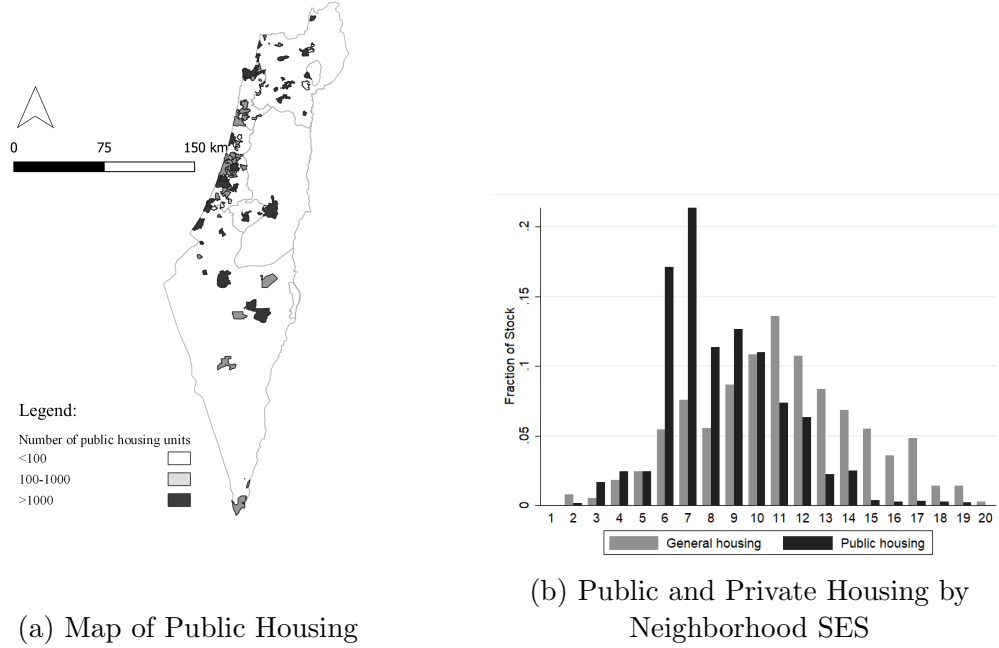 0 75 150 km
Legend:
Number of public housing units
<100
100-1000
>1000
(a) Map of Public Housing
Fraction of Stock
.2
.15
.1
.05
0
1 2 3 4 5 6 7 8 9 10 11 12 13 14 15 16 17 18 19 20
General housing Public housing
(b) Public and Private Housing by
Neighborhood SES